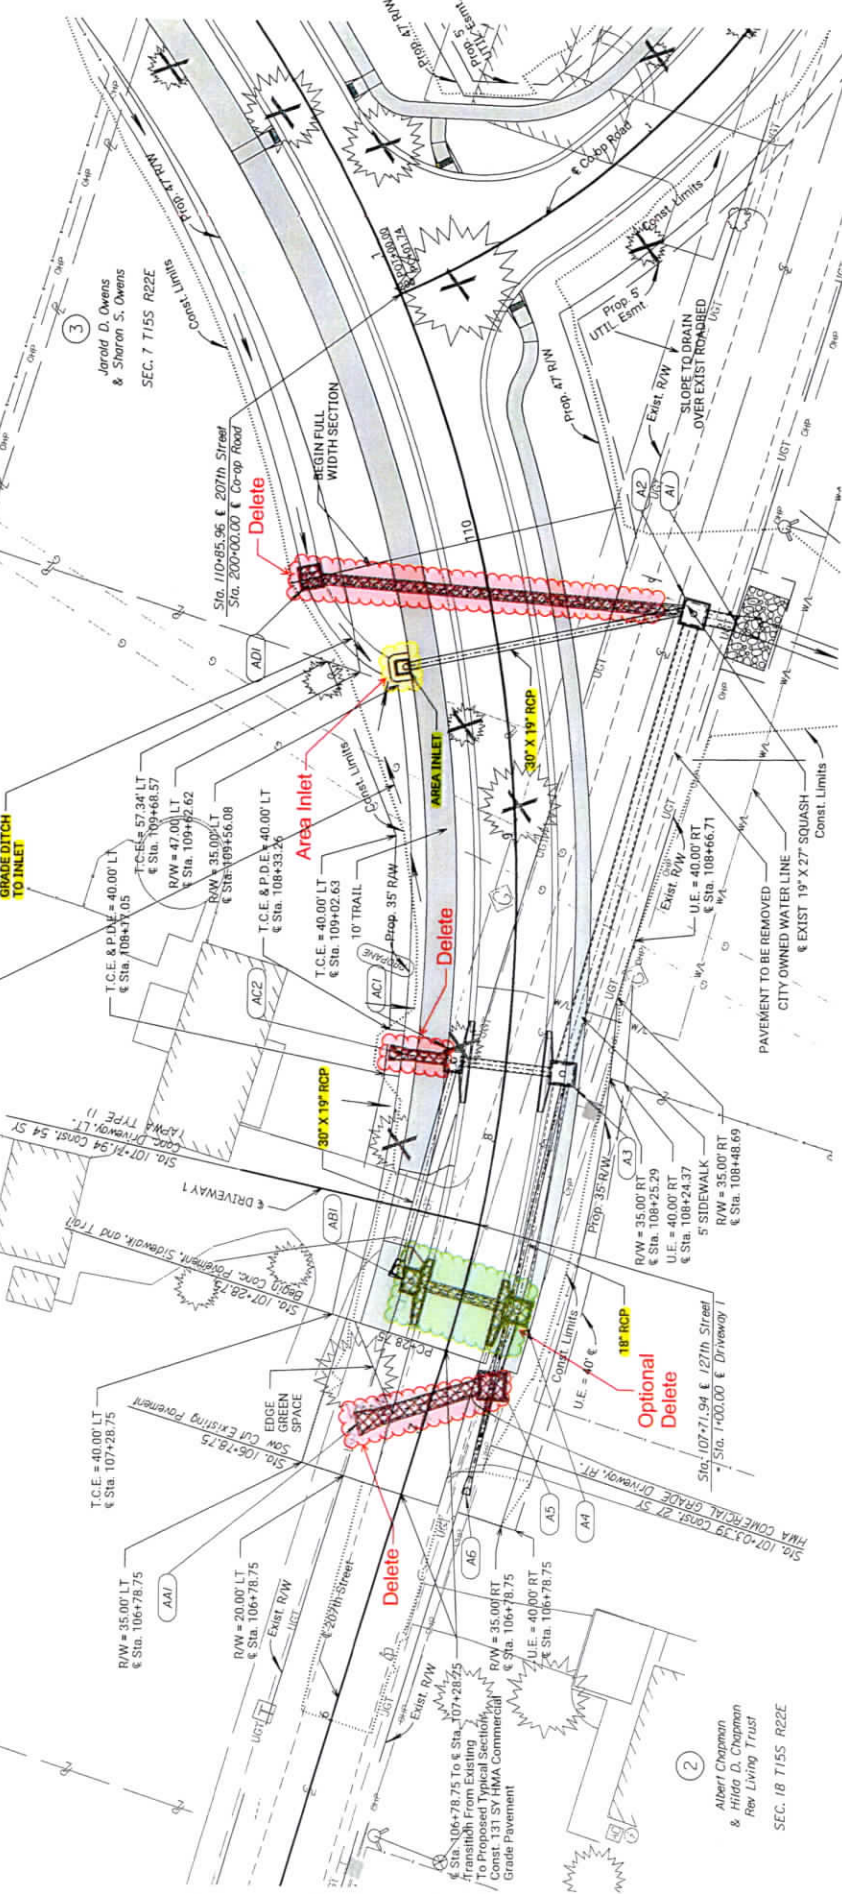 Prop. 47 R/W
Prop. 5'
UTIL. Esmt.
OHP
UGT
Prop. 47 R/W
Const. Limits
℄ Co-op Road
Const. Limits
3
Jarold D. Owens
& Sharon S. Owens
SEC. 7 T15S R22E
Prop. 5'
UTIL. Esmt.
Prop. 47' R/W
SLOPE TO DRAIN
OVER EXIST ROADBED
Exist. R/W
UGT
BEGIN FULL
WIDTH SECTION
Sta. 110+85.96 ℄ 207th Street
Sta. 200+00.00 ℄ Co-op Road
Delete
110
A2
A1
AD1
GRADE DITCH
TO INLET
T.C.E. = 57.34' LT
℄ Sta. 109+68.57
R/W = 47.00' LT
℄ Sta. 109+62.62
R/W = 35.00' LT
℄ Sta. 109+56.08
Area Inlet
AREA INLET
30" X 19" RCP
T.C.E. & P.D.E. = 40.00' LT
℄ Sta. 108+33.26
T.C.E. = 40.00' LT
℄ Sta. 109+02.63
10' TRAIL
Const. Limits
Prop. 35' R/W
PROPANE
Delete
AC2
AC1
T.C.E. & P.D.E. = 40.00' LT
Const. Limits
℄ EXIST 19" X 27" SQUASH
CITY OWNED WATER LINE
PAVEMENT TO BE REMOVED
Exist. R/W
U.E. = 40.00' RT
℄ Sta. 108+66.71
W/L
9
8
30" X 19" RCP
Sta. 107+71.94 Const. 54 SY
Conc. Driveway, LT.
(APWA TYPE 1)
℄ DRIVEWAY 1
AB1
A3
R/W = 35.00' RT
℄ Sta. 108+48.69
5' SIDEWALK
U.E. = 40.00' RT
℄ Sta. 108+24.37
R/W = 35.00' RT
℄ Sta. 108+25.29
Prop. 35' R/W
Sta. 107+28.75
Begin Conc. Pavement, Sidewalk, and Trail
18" RCP
Const. Limits
U.E. = 40' ℄
Optional
Delete
T.C.E. = 40.00' LT
℄ Sta. 107+28.75
EDGE
GREEN
SPACE
Sta. 107+71.94 ℄ 127th Street
= Sta. 1+00.00 ℄ Driveway 1
Sta. 106+78.75
Saw Cut Existing Pavement
R/W = 35.00' LT
℄ Sta. 106+78.75
AA1
Delete
A4
A5
A6
Sta. 107+03.39 Const. 27 SY
HMA COMERCIAL GRADE Driveway, RT.
R/W = 20.00' LT
℄ Sta. 106+78.75
Exist. R/W
UGT
℄ 207th Street
R/W = 35.00' RT
℄ Sta. 106+78.75
U.E. = 40.00' RT
℄ Sta. 106+78.75
Exist. R/W
℄ Sta. 106+78.75 To ℄ Sta. 107+28.75
Transition From Existing
To Proposed Typical Section
Const. 131 SY HMA Commercial
Grade Pavement
2
Albert Chapman
& Hilda D. Chapman
Rev Living Trust
SEC. 18 T15S R22E